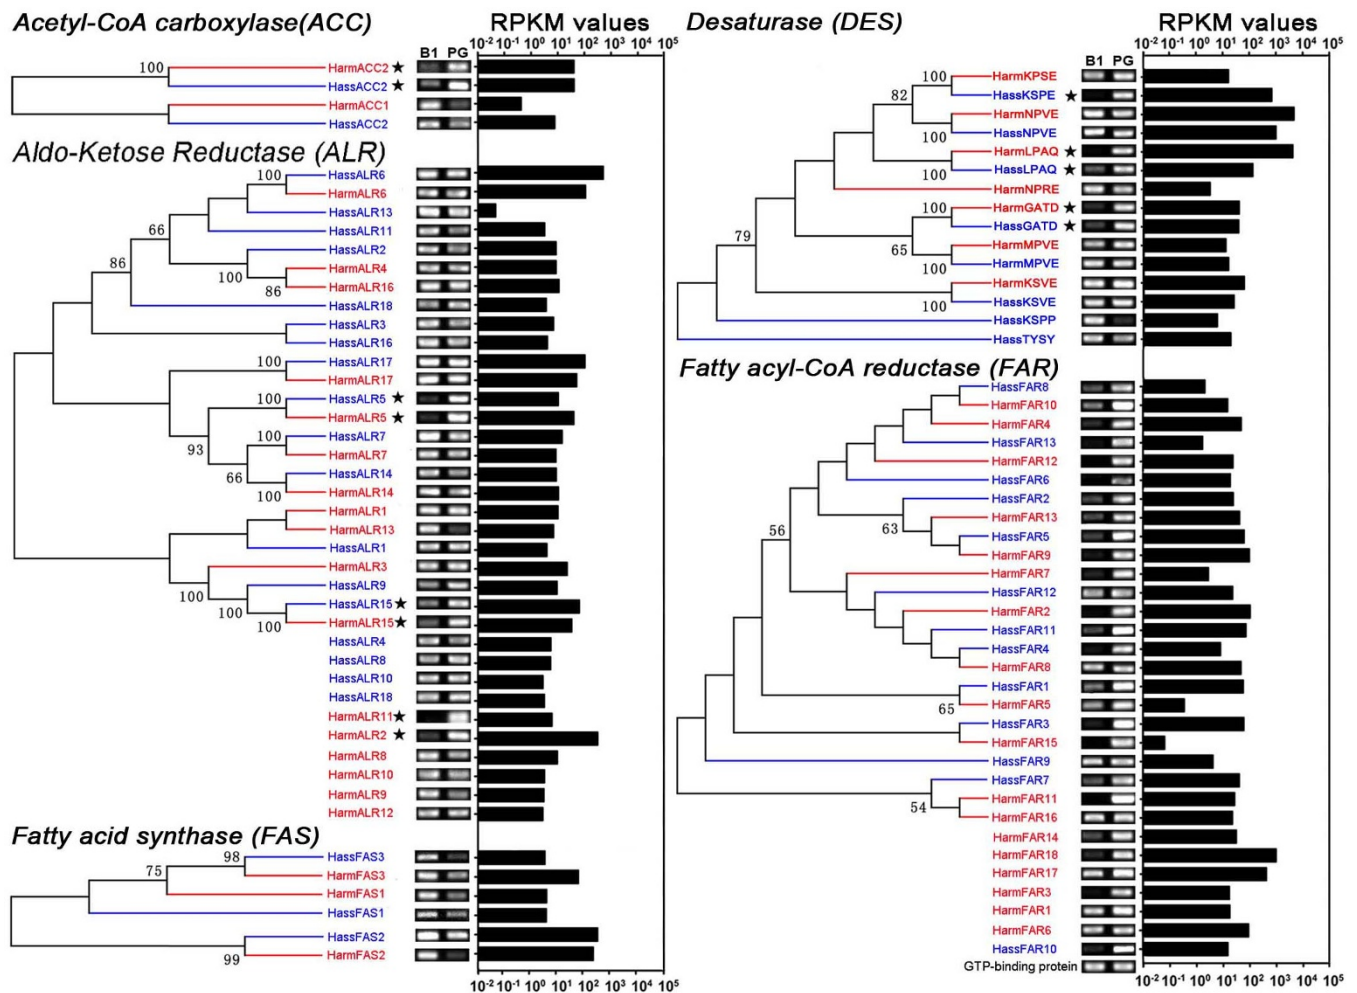 Acetyl-CoA carboxylase(ACC)
RPKM values
10-2 10-1 100 101 102 103 104 105
B1 PG
100
HarmACC2 ★
HassACC2 ★
HarmACC1
HassACC2
Aldo-Ketose Reductase (ALR)
HassALR6
100
HarmALR6
HassALR13
66
HassALR11
HassALR2
86
HarmALR4
100
HarmALR16
86
HassALR18
HassALR3
HassALR16
HassALR17
100
HarmALR17
HassALR5 ★
100
HarmALR5 ★
HassALR7
100
93
HarmALR7
66
HassALR14
HarmALR14
100
HarmALR1
HarmALR13
HassALR1
HarmALR3
HassALR9
100
HassALR15 ★
100
HarmALR15 ★
100
HassALR4
HassALR8
HassALR10
HassALR18
HarmALR11 ★
HarmALR2 ★
HarmALR8
HarmALR10
HarmALR9
HarmALR12
Fatty acid synthase (FAS)
HassFAS3
98
75
HarmFAS3
HarmFAS1
HassFAS1
HassFAS2
HarmFAS2
99
10-2 10-1 100 101 102 103 104 105
Desaturase (DES)
RPKM values
10-2 10-1 100 101 102 103 104 105
B1 PG
100
HarmKPSE
82
HassKSPE ★
HarmNPVE
HassNPVE
100
HarmLPAQ ★
HassLPAQ ★
100
HarmNPRE
HarmGATD ★
100
HassGATD ★
79
HarmMPVE
65
HassMPVE
100
HarmKSVE
HassKSVE
100
HassKSPP
HassTYSY
Fatty acyl-CoA reductase (FAR)
HassFAR8
HarmFAR10
HarmFAR4
HassFAR13
HarmFAR12
HassFAR6
HassFAR2
HarmFAR13
63
56
HassFAR5
HarmFAR9
HarmFAR7
HassFAR12
HarmFAR2
HassFAR11
HassFAR4
HarmFAR8
HassFAR1
HarmFAR5
65
HassFAR3
HarmFAR15
HassFAR9
HassFAR7
HarmFAR11
54
HarmFAR16
HarmFAR14
HarmFAR18
HarmFAR17
HarmFAR3
HarmFAR1
HarmFAR6
HassFAR10
GTP-binding protein
10-2 10-1 100 101 102 103 104 105